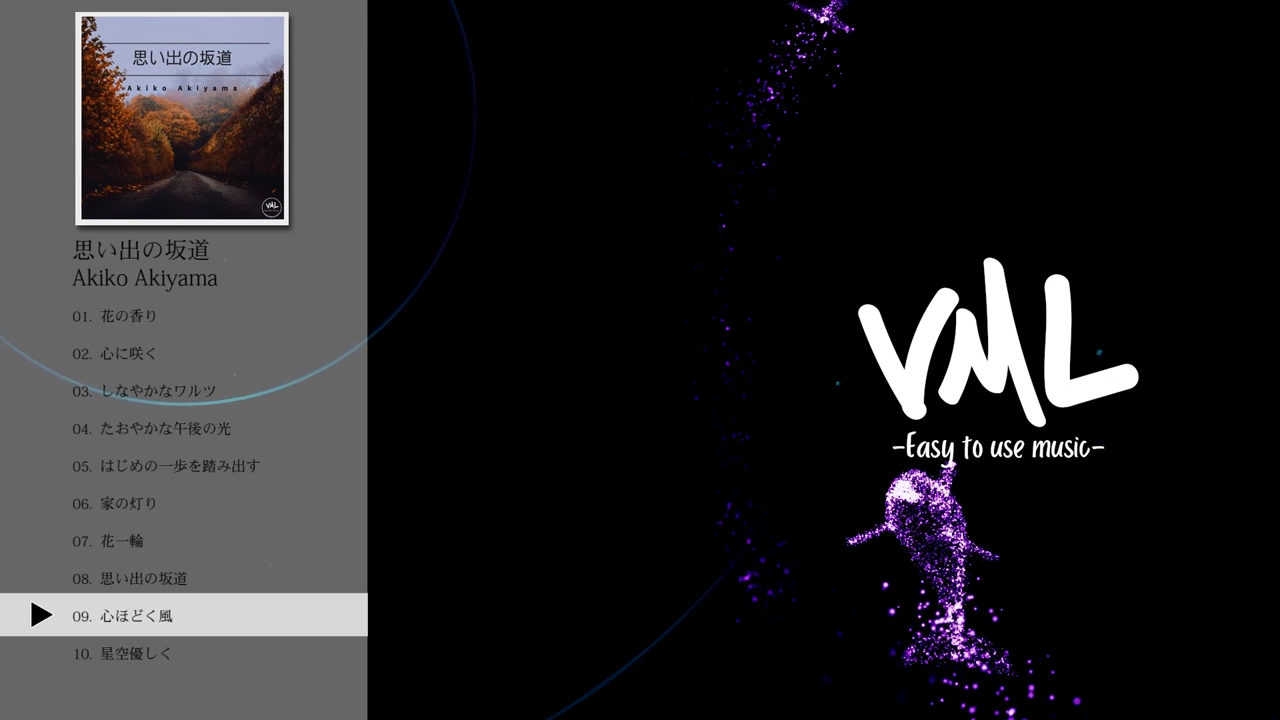 思い出の坂道
Akiko Akiyama
VML
思い出の坂道
Akiko Akiyama
01. 花の香り
02. 心に咲く
03. しなやかなワルツ
04. たおやかな午後の光
05. はじめの一歩を踏み出す
06. 家の灯り
07. 花一輪
08. 思い出の坂道
09. 心ほどく風
10. 星空優しく
VML
-Easy to use music-